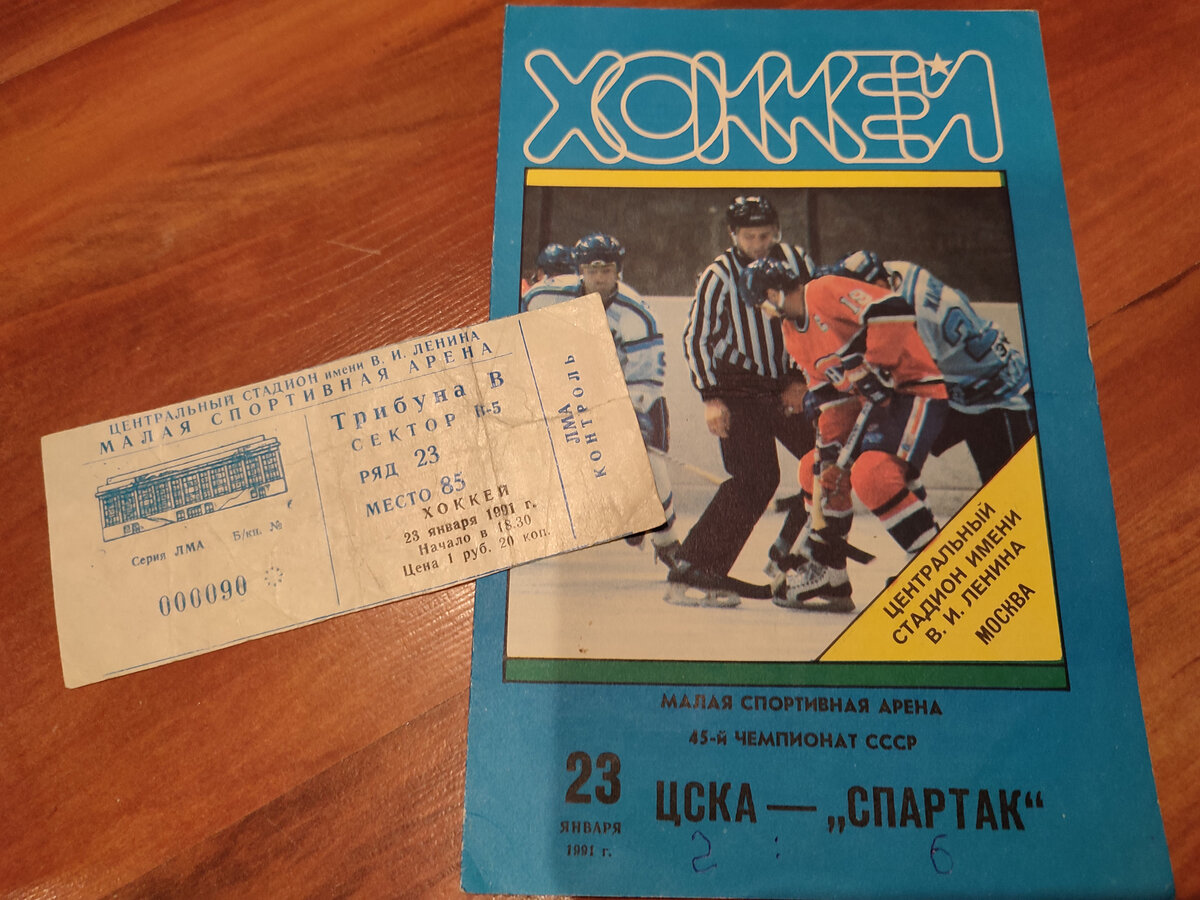 ЦЕНТРАЛЬНЫЙ СТАДИОН имени В. И. ЛЕНИНА
МАЛАЯ СПОРТИВНАЯ АРЕНА
Трибуна В
СЕКТОР В-5
РЯД 23
МЕСТО 85
ХОККЕЙ
23 января 1991 г.
Начало в 18.30
Цена 1 руб. 20 коп.
Серия ЛМА Б/кн. №
000090
ЛМА
КОНТРОЛЬ
ХОККЕЙ
ЦЕНТРАЛЬНЫЙ
СТАДИОН ИМЕНИ
В. И. ЛЕНИНА
МОСКВА
МАЛАЯ СПОРТИВНАЯ АРЕНА
45-й ЧЕМПИОНАТ СССР
23
ЯНВАРЯ
1991 г.
ЦСКА — „СПАРТАК“
2 : 6